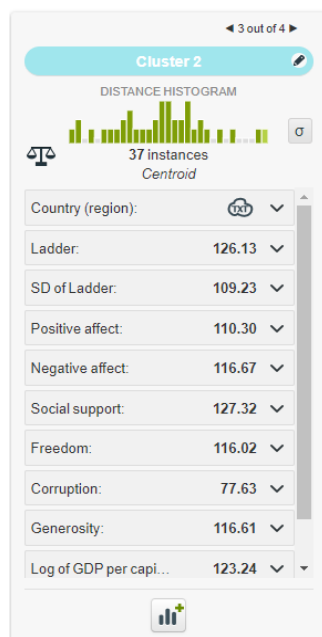 ◄ 3 out of 4 ►
Cluster 2
DISTANCE HISTOGRAM
σ
37 instances
Centroid
Country (region): TXT
Ladder: 126.13
SD of Ladder: 109.23
Positive affect: 110.30
Negative affect: 116.67
Social support: 127.32
Freedom: 116.02
Corruption: 77.63
Generosity: 116.61
Log of GDP per capi... 123.24